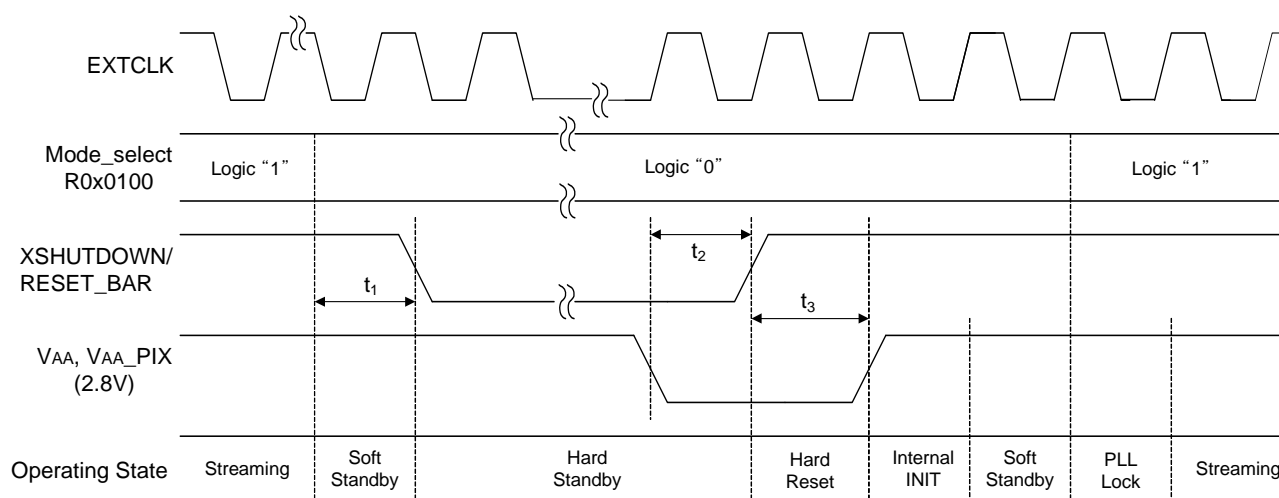 EXTCLK
Mode_select
R0x0100
Logic “1”
Logic “0”
Logic “1”
XSHUTDOWN/
RESET_BAR
t1
t2
t3
VAA, VAA_PIX
(2.8V)
Operating State
Streaming
Soft
Standby
Hard
Standby
Hard
Reset
Internal
INIT
Soft
Standby
PLL
Lock
Streaming